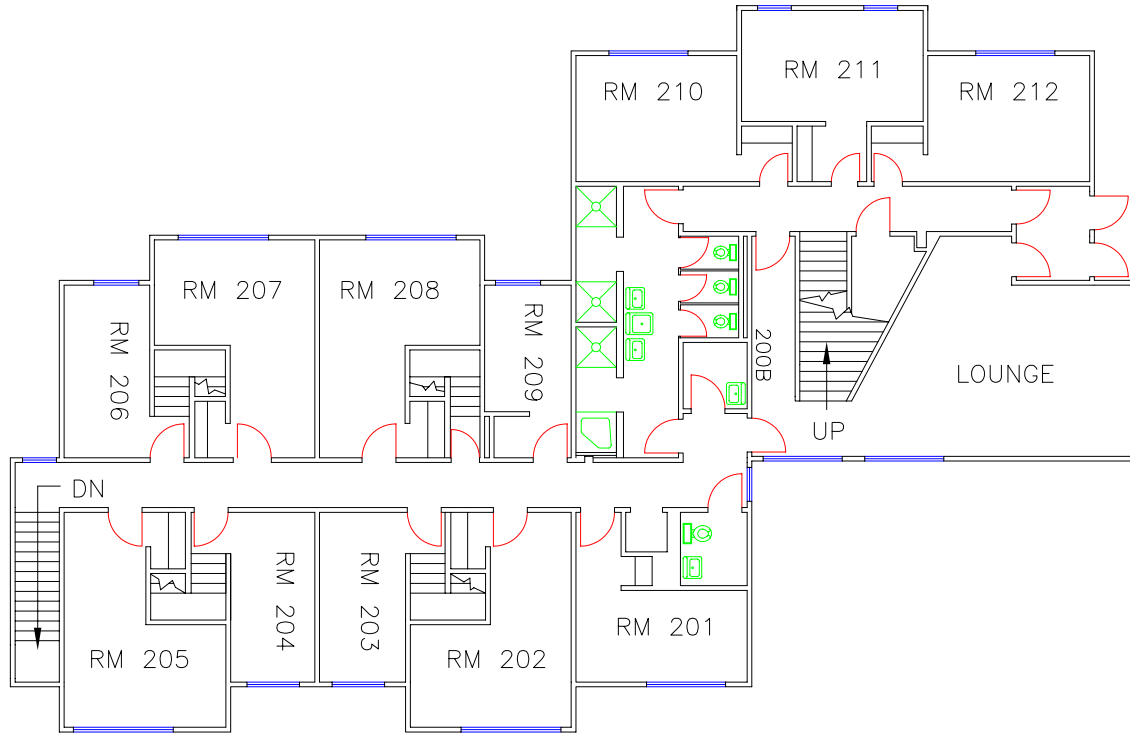 RM 211
RM 210
RM 212
RM 207
RM 208
RM 206
RM 209
200B
LOUNGE
UP
DN
RM 204
RM 203
RM 201
RM 205
RM 202